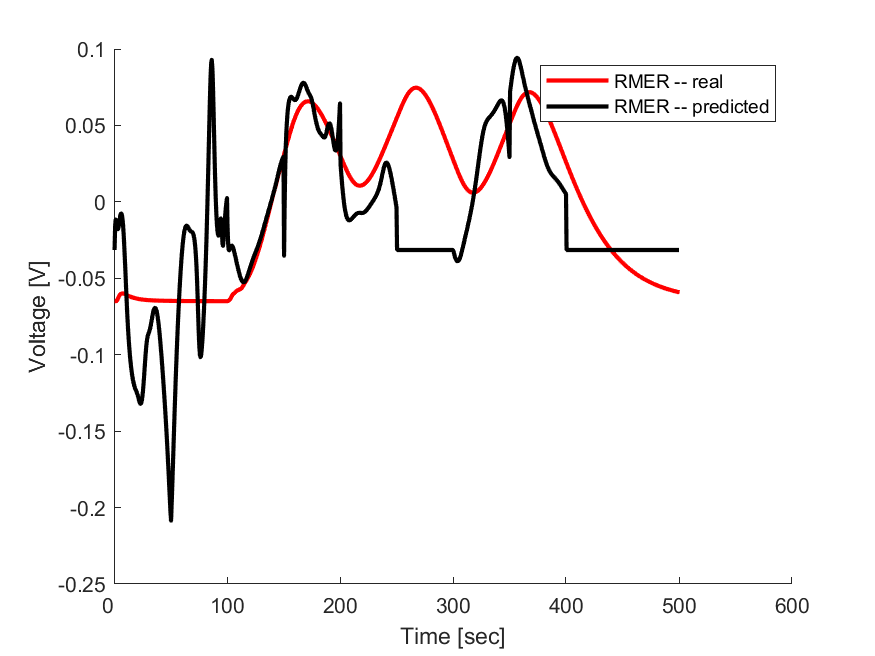 0.1
0.05
0
-0.05
-0.1
-0.15
-0.2
-0.25
0 100 200 300 400 500 600
Time [sec]
Voltage [V]
RMER -- real
RMER -- predicted